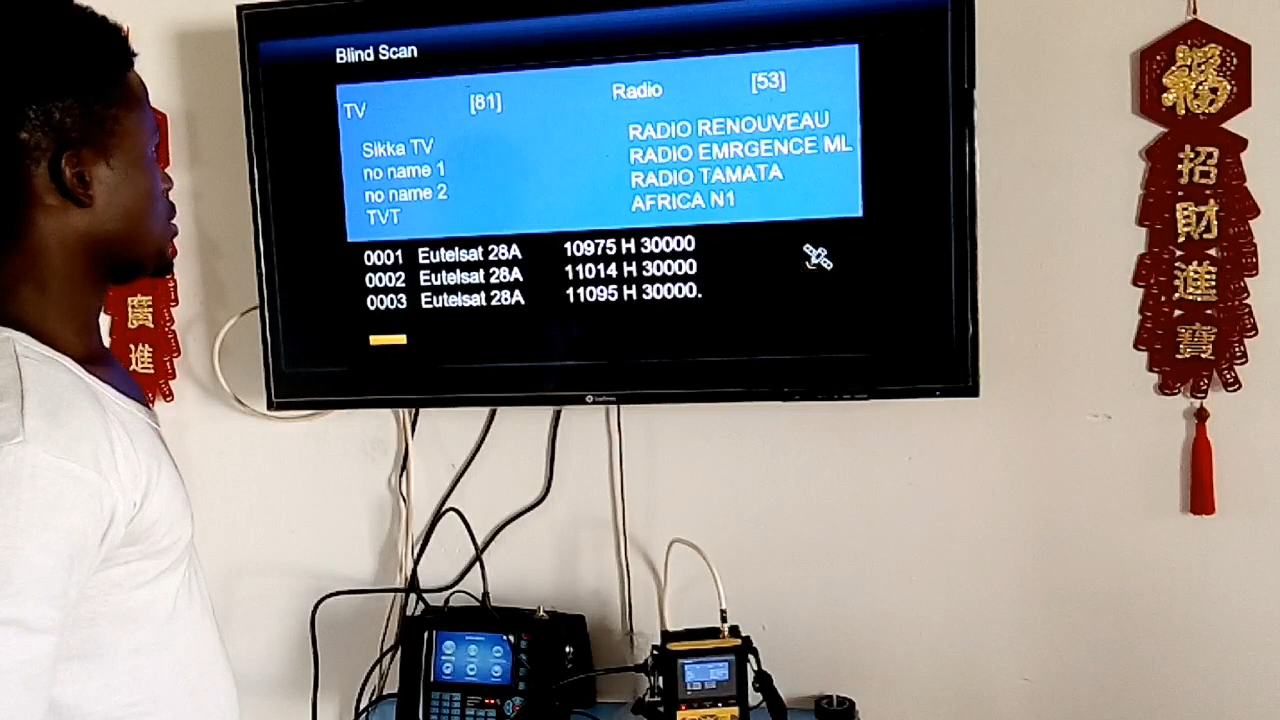 Blind Scan
TV [81] Radio [53]
Sikka TV
no name 1
no name 2
TVT
RADIO RENOUVEAU
RADIO EMRGENCE ML
RADIO TAMATA
AFRICA N1
0001 Eutelsat 28A 10975 H 30000
0002 Eutelsat 28A 11014 H 30000
0003 Eutelsat 28A 11095 H 30000.
廣
進
福
招
財
進
寶